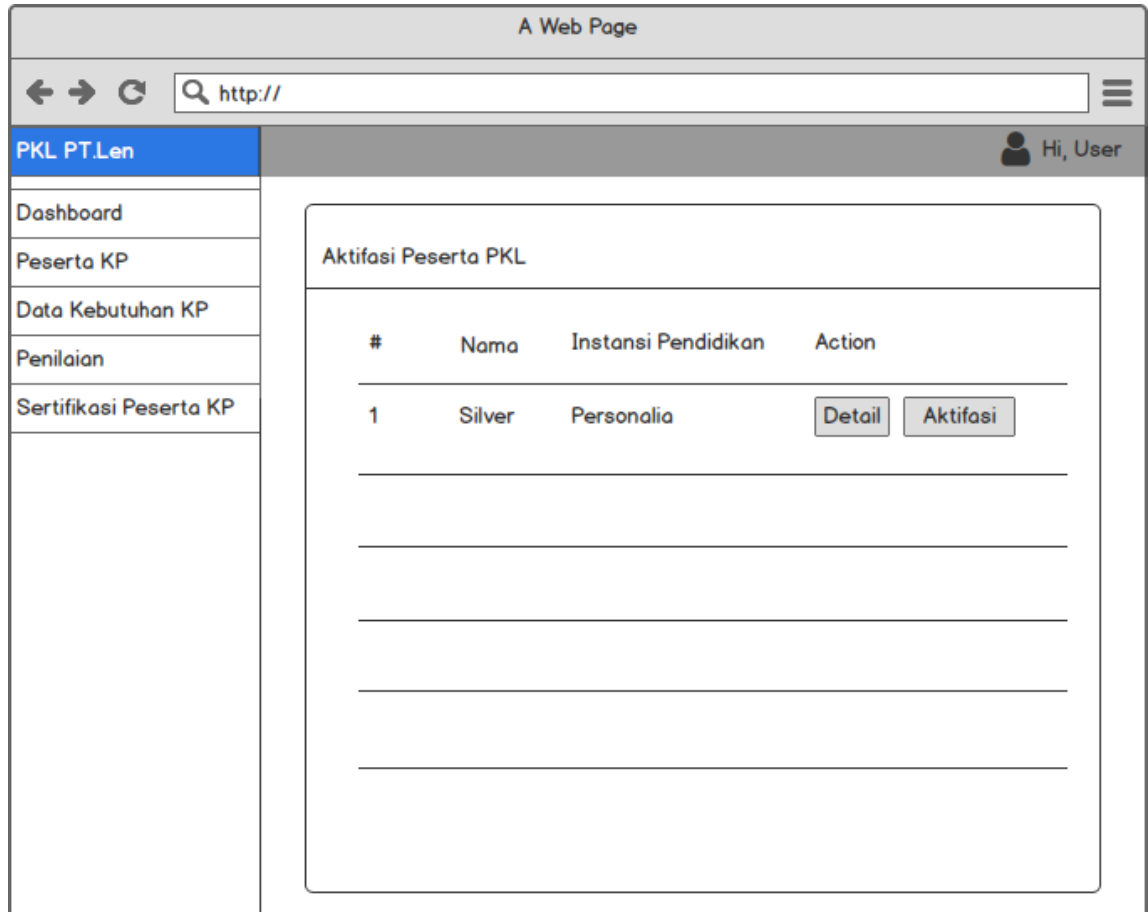 A Web Page
http://
PKL PT.Len
Hi, User
Dashboard
Peserta KP
Data Kebutuhan KP
Penilaian
Sertifikasi Peserta KP
Aktifasi Peserta PKL
# Nama Instansi Pendidikan Action
1 Silver Personalia Detail Aktifasi